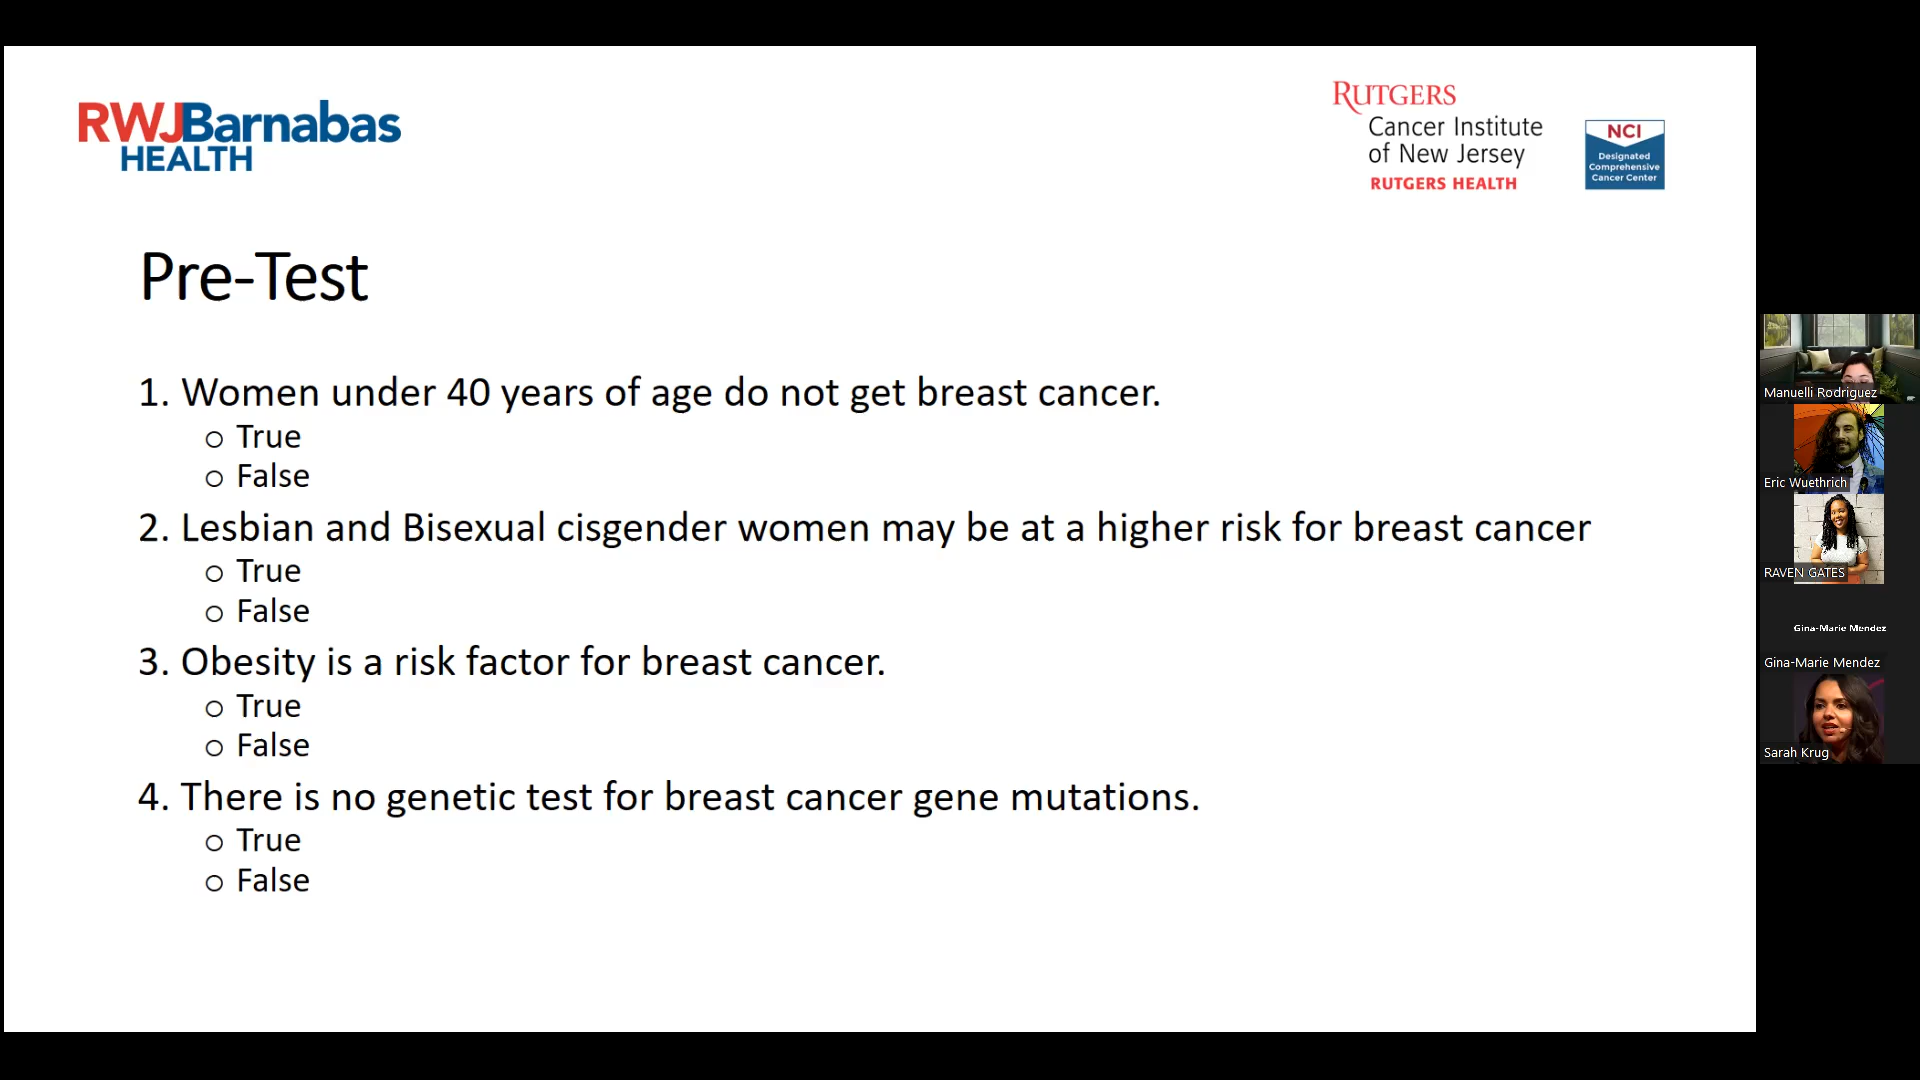 RWJBarnabas
HEALTH
RUTGERS
Cancer Institute
of New Jersey
RUTGERS HEALTH
NCI
Designated
Comprehensive
Cancer Center
Pre-Test
1. Women under 40 years of age do not get breast cancer.
o True
o False
2. Lesbian and Bisexual cisgender women may be at a higher risk for breast cancer
o True
o False
3. Obesity is a risk factor for breast cancer.
o True
o False
4. There is no genetic test for breast cancer gene mutations.
o True
o False
Manuelli Rodriguez
Eric Wuethrich
RAVEN GATES
Gina-Marie Mendez
Gina-Marie Mendez
Sarah Krug